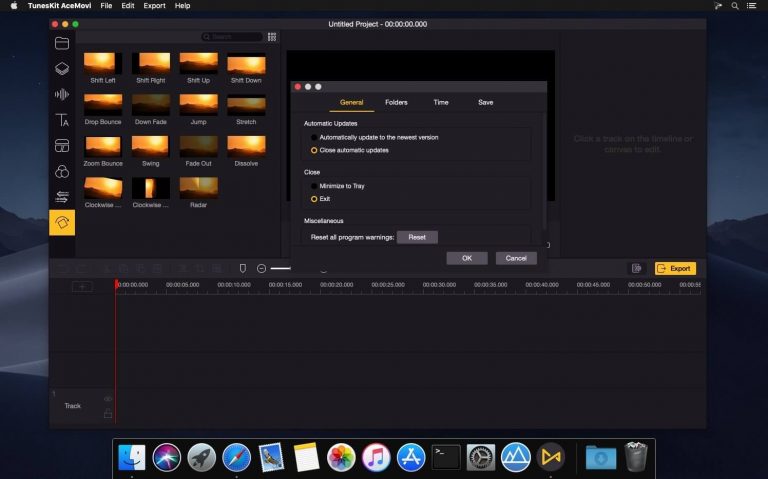 TunesKit AceMovi File Edit Export Help
Untitled Project - 00:00:00.000
Search
Shift Left Shift Right Shift Up Shift Down
Drop Bounce Down Fade Jump Stretch
Zoom Bounce Swing Fade Out Dissolve
Clockwise ... Clockwise ... Radar
General Folders Time Save
Automatic Updates
Automatically update to the newest version
Close automatic updates
Close
Minimize to Tray
Exit
Miscellaneous
Reset all program warnings: Reset
OK Cancel
Click a track on the timeline or
canvas to edit.
Export
00:00:00.000 00:00:05.000 00:00:10.000 00:00:15.000 00:00:20.000 00:00:25.000 00:00:30.000 00:00:35.000 00:00:40.000 00:00:45.000 00:00:50.000 00:00:55
1
Track